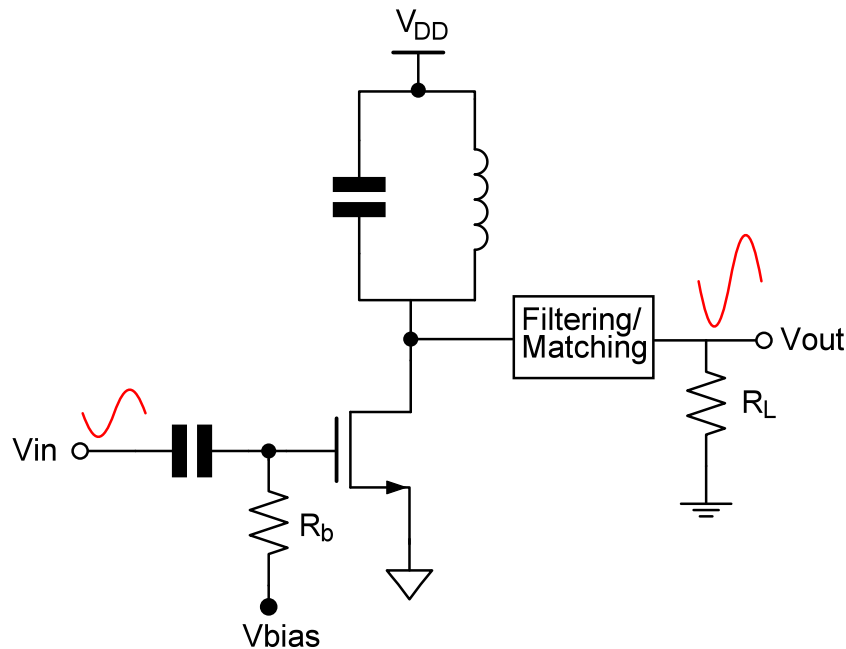 VDD
Filtering/
Matching
Vout
RL
Vin
Rb
Vbias